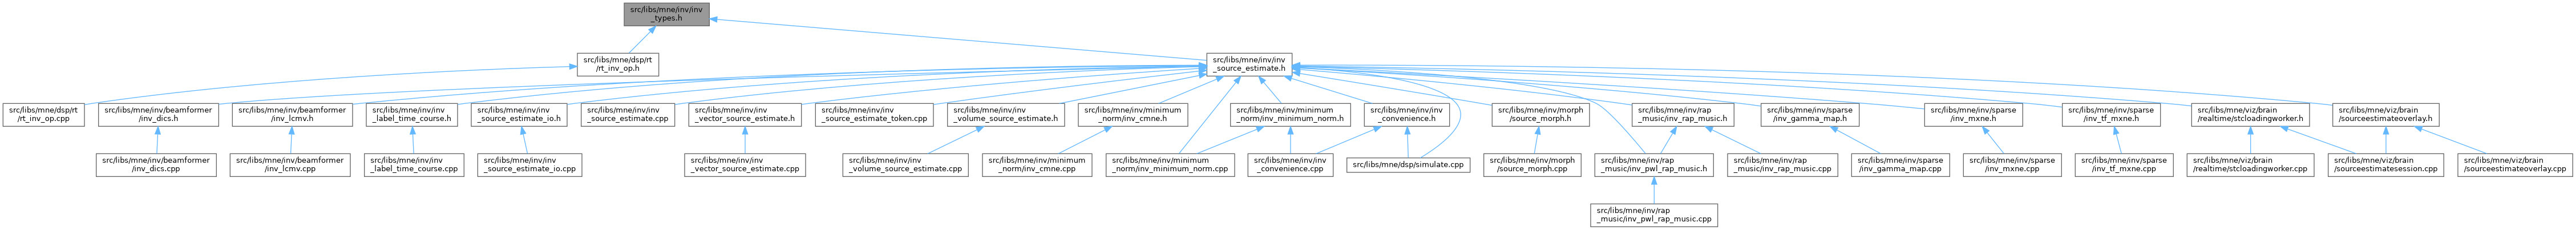 src/libs/mne/inv/inv
_types.h
src/libs/mne/dsp/rt
/rt_inv_op.h
src/libs/mne/inv/inv
_source_estimate.h
src/libs/mne/dsp/rt
/rt_inv_op.cpp
src/libs/mne/inv/beamformer
/inv_dics.h
src/libs/mne/inv/beamformer
/inv_lcmv.h
src/libs/mne/inv/inv
_label_time_course.h
src/libs/mne/inv/inv
_source_estimate_io.h
src/libs/mne/inv/inv
_source_estimate.cpp
src/libs/mne/inv/inv
_vector_source_estimate.h
src/libs/mne/inv/inv
_source_estimate_token.cpp
src/libs/mne/inv/inv
_volume_source_estimate.h
src/libs/mne/inv/minimum
_norm/inv_cmne.h
src/libs/mne/inv/minimum
_norm/inv_minimum_norm.h
src/libs/mne/inv/inv
_convenience.h
src/libs/mne/inv/morph
/source_morph.h
src/libs/mne/inv/rap
_music/inv_rap_music.h
src/libs/mne/inv/sparse
/inv_gamma_map.h
src/libs/mne/inv/sparse
/inv_mxne.h
src/libs/mne/inv/sparse
/inv_tf_mxne.h
src/libs/mne/viz/brain
/realtime/stcloadingworker.h
src/libs/mne/viz/brain
/sourceestimateoverlay.h
src/libs/mne/inv/beamformer
/inv_dics.cpp
src/libs/mne/inv/beamformer
/inv_lcmv.cpp
src/libs/mne/inv/inv
_label_time_course.cpp
src/libs/mne/inv/inv
_source_estimate_io.cpp
src/libs/mne/inv/inv
_vector_source_estimate.cpp
src/libs/mne/inv/inv
_volume_source_estimate.cpp
src/libs/mne/inv/minimum
_norm/inv_cmne.cpp
src/libs/mne/inv/minimum
_norm/inv_minimum_norm.cpp
src/libs/mne/inv/inv
_convenience.cpp
src/libs/mne/dsp/simulate.cpp
src/libs/mne/inv/morph
/source_morph.cpp
src/libs/mne/inv/rap
_music/inv_pwl_rap_music.h
src/libs/mne/inv/rap
_music/inv_rap_music.cpp
src/libs/mne/inv/sparse
/inv_gamma_map.cpp
src/libs/mne/inv/sparse
/inv_mxne.cpp
src/libs/mne/inv/sparse
/inv_tf_mxne.cpp
src/libs/mne/viz/brain
/realtime/stcloadingworker.cpp
src/libs/mne/viz/brain
/sourceestimatesession.cpp
src/libs/mne/viz/brain
/sourceestimateoverlay.cpp
src/libs/mne/inv/rap
_music/inv_pwl_rap_music.cpp